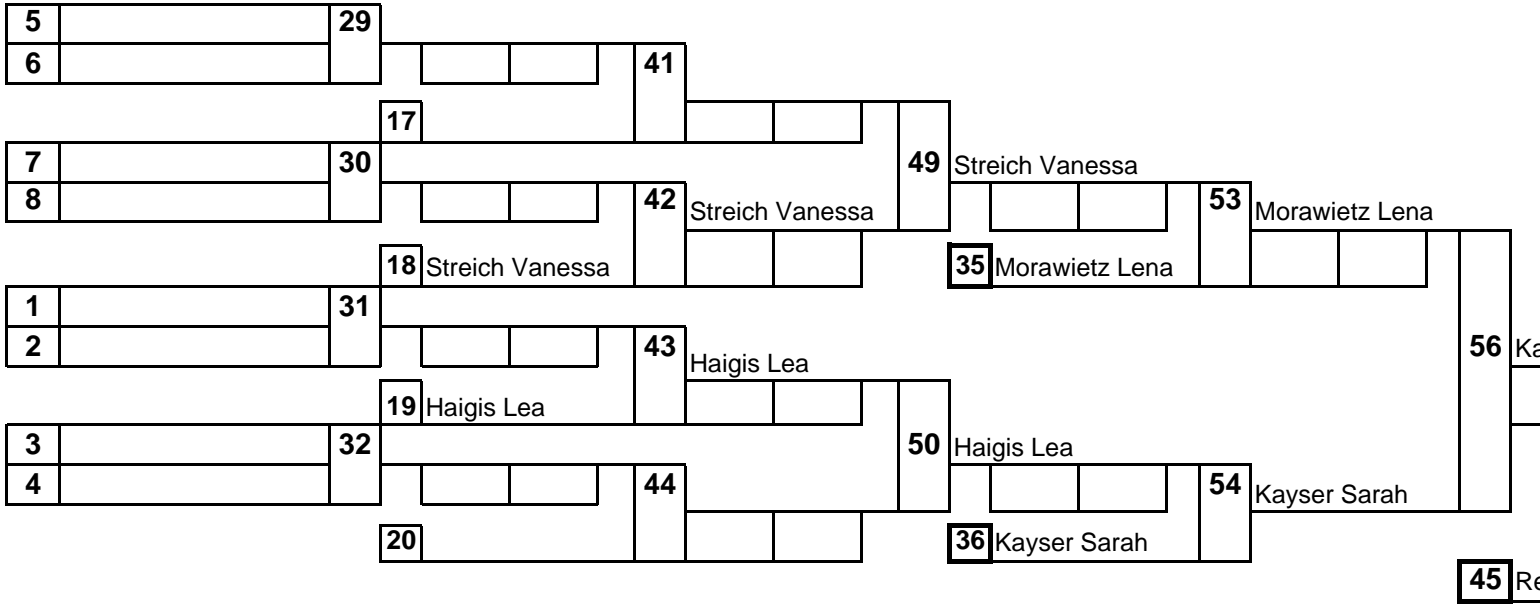 5 29
6 41
17
7 30 49 Streich Vanessa
8 42 Streich Vanessa 53 Morawietz Lena
18 Streich Vanessa 35 Morawietz Lena
1 31
2 43 Haigis Lea 56 Ka
19 Haigis Lea
3 32 50 Haigis Lea
4 44 54 Kayser Sarah
20 36 Kayser Sarah
45 Re